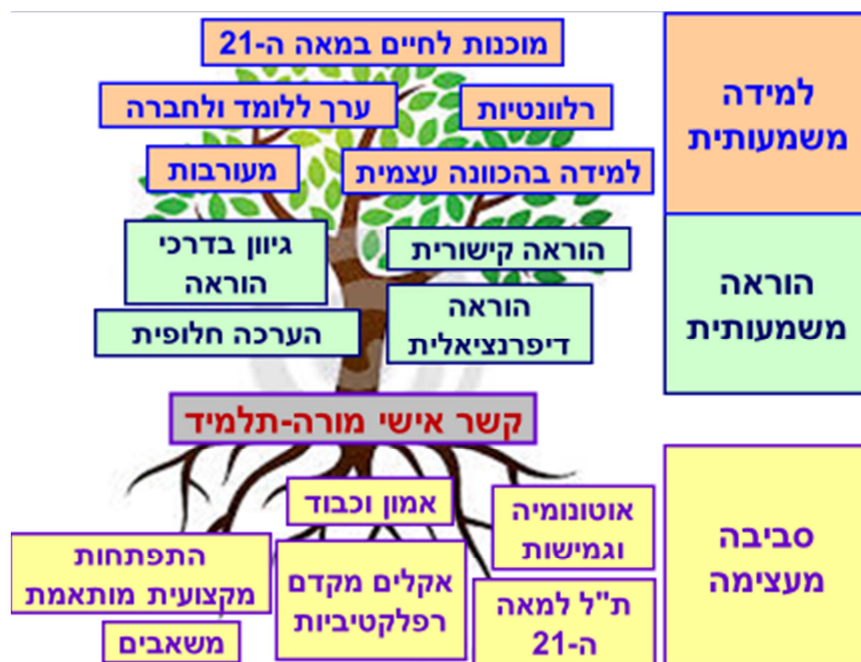 מוכנות לחיים במאה ה-21
למידה
משמעותית
רלוונטיות
ערך ללומד ולחברה
למידה בהכוונה עצמית
מעורבות
הוראה
משמעותית
הוראה קישורית
גיוון בדרכי
הוראה
הוראה
דיפרנציאלית
הערכה חלופית
קשר אישי מורה-תלמיד
סביבה
מעצימה
אוטונומיה
וגמישות
אמון וכבוד
התפתחות
מקצועית מותאמת
אקלים מקדם
רפלקטיביות
ת"ל למאה
ה-21
משאבים